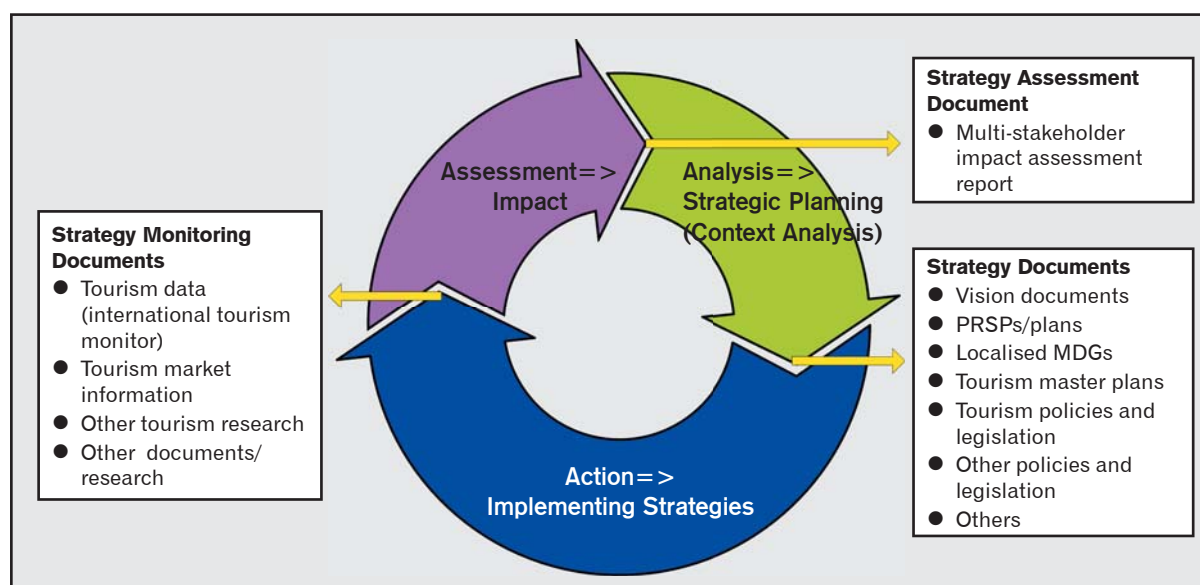 Strategy Assessment
Document
● Multi-stakeholder
impact assessment
report
Assessment=>
Impact
Analysis=>
Strategic Planning
(Context Analysis)
Strategy Monitoring
Documents
● Tourism data
(international tourism
monitor)
● Tourism market
information
● Other tourism research
● Other documents/
research
Strategy Documents
● Vision documents
● PRSPs/plans
● Localised MDGs
● Tourism master plans
● Tourism policies and
legislation
● Other policies and
legislation
● Others
Action=>
Implementing Strategies